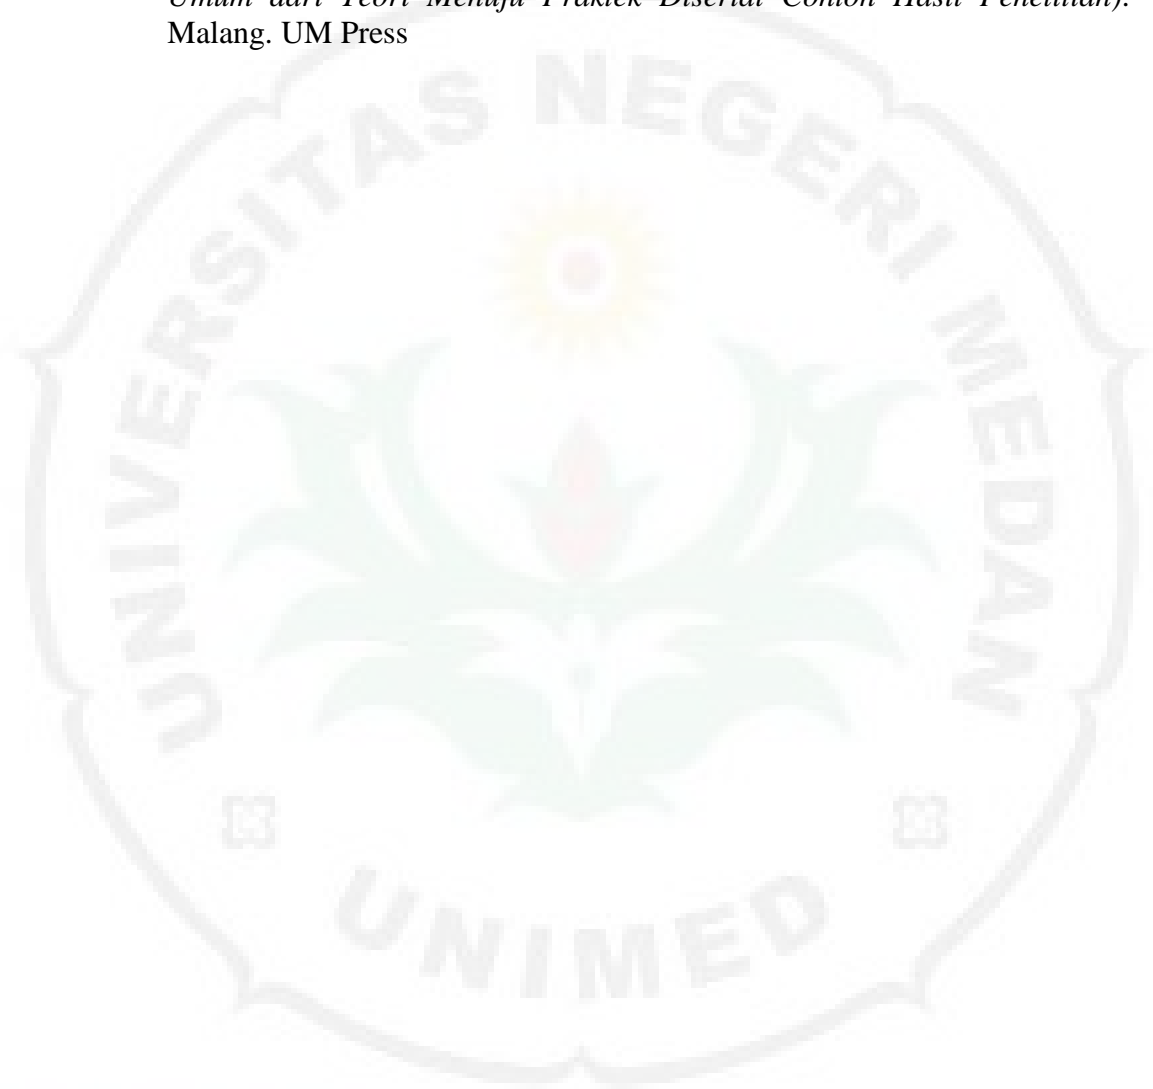 Umum dari Teori Menuju Praktek Disertai Contoh Hasil Penelitian).
Malang. UM Press
UNIVERSITAS NEGERI MEDAN
UNIMED